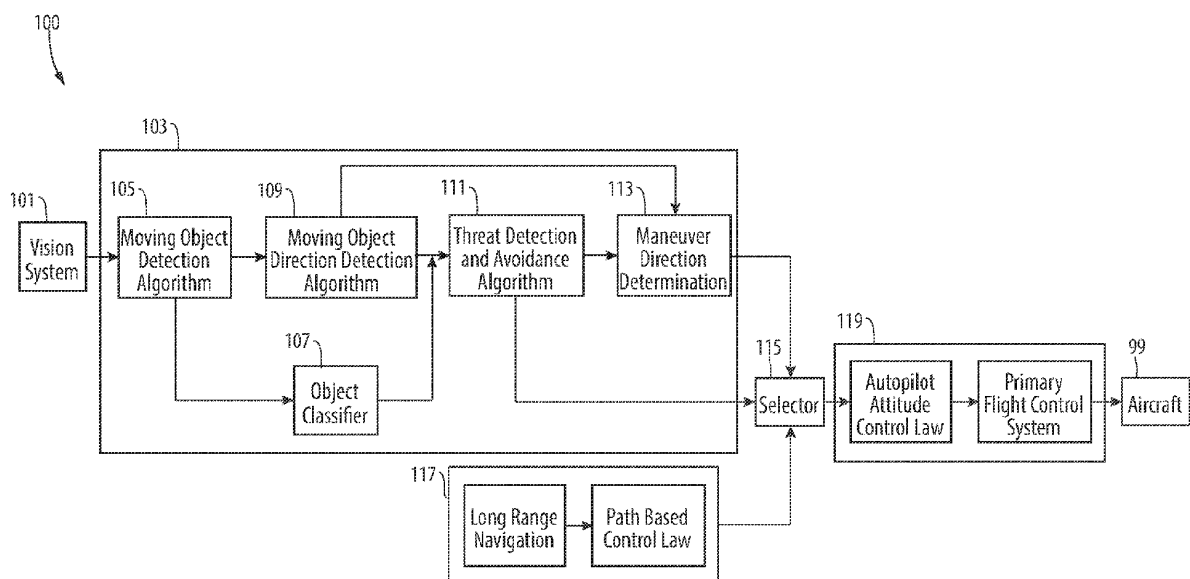 100
103
101
Vision
System
105
Moving Object
Detection
Algorithm
109
Moving Object
Direction Detection
Algorithm
111
Threat Detection
and Avoidance
Algorithm
113
Maneuver
Direction
Determination
107
Object
Classifier
115
Selector
119
Autopilot
Attitude
Control Law
Primary
Flight Control
System
99
Aircraft
117
Long Range
Navigation
Path Based
Control Law